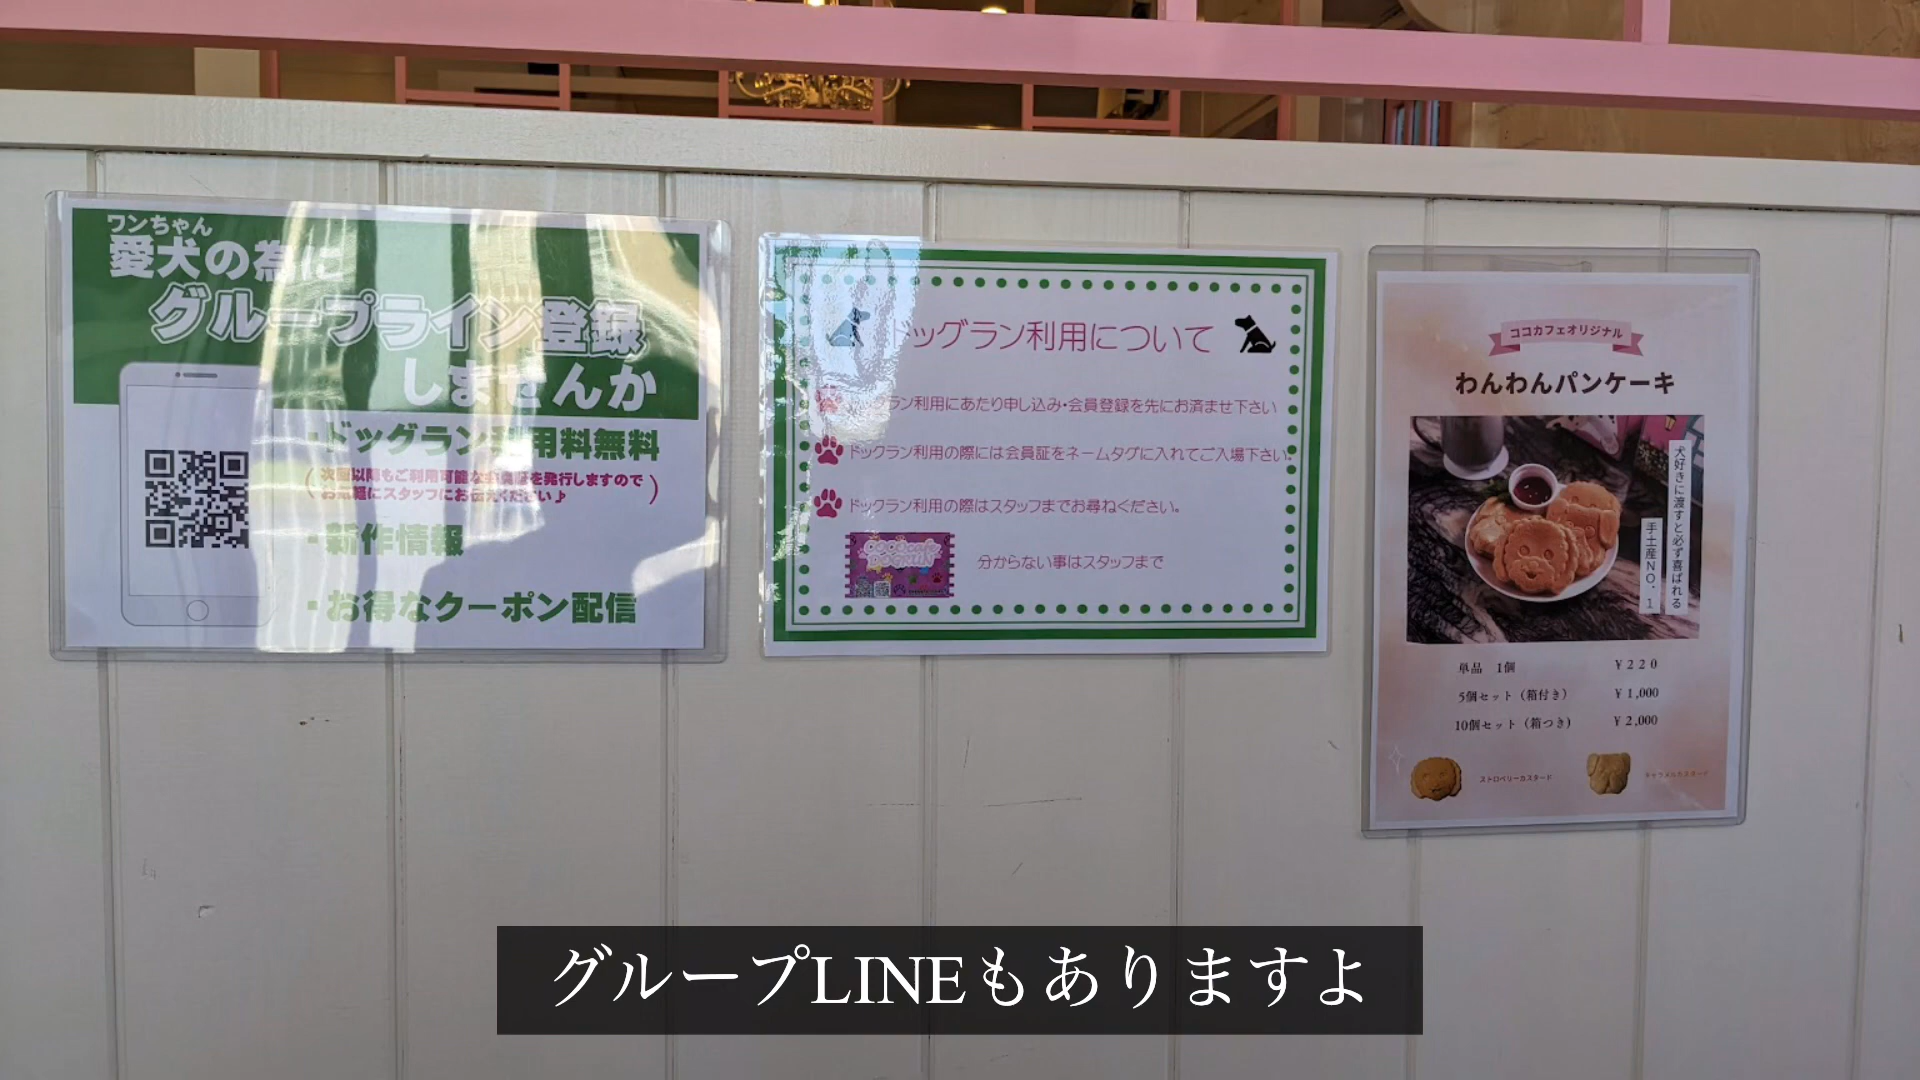 ワンちゃん
愛犬の為に
グループライン登録
しませんか
・ドッグラン利用料無料
(次回以降もご利用可能な会員証を発行しますので
お気軽にスタッフにお伝えください♪)
・新作情報
・お得なクーポン配信
ドッグラン利用について
ドックラン利用にあたり申し込み・会員登録を先にお済ませ下さい
ドックラン利用の際には会員証をネームタグに入れてご入場下さい。
ドックラン利用の際はスタッフまでお尋ねください。
COCO cafe
DOGRUN
分からない事はスタッフまで
ココカフェオリジナル
わんわんパンケーキ
犬好きに渡すと必ず喜ばれる
手土産NO.1
単品 1個 ¥220
5個セット（箱付き） ¥1,000
10個セット（箱つき） ¥2,000
ストロベリーカスタード
キャラメルカスタード
グループLINEもありますよ